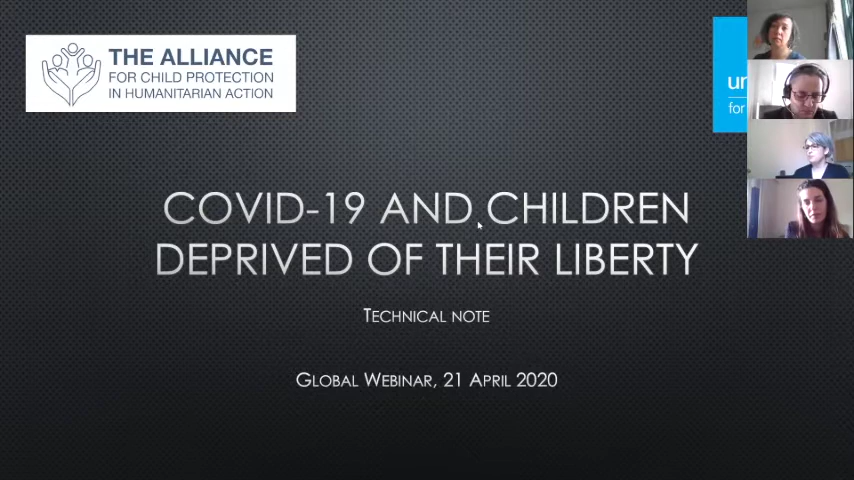 THE ALLIANCE
FOR CHILD PROTECTION
IN HUMANITARIAN ACTION
for
COVID-19 AND CHILDREN
DEPRIVED OF THEIR LIBERTY
TECHNICAL NOTE
GLOBAL WEBINAR, 21 APRIL 2020